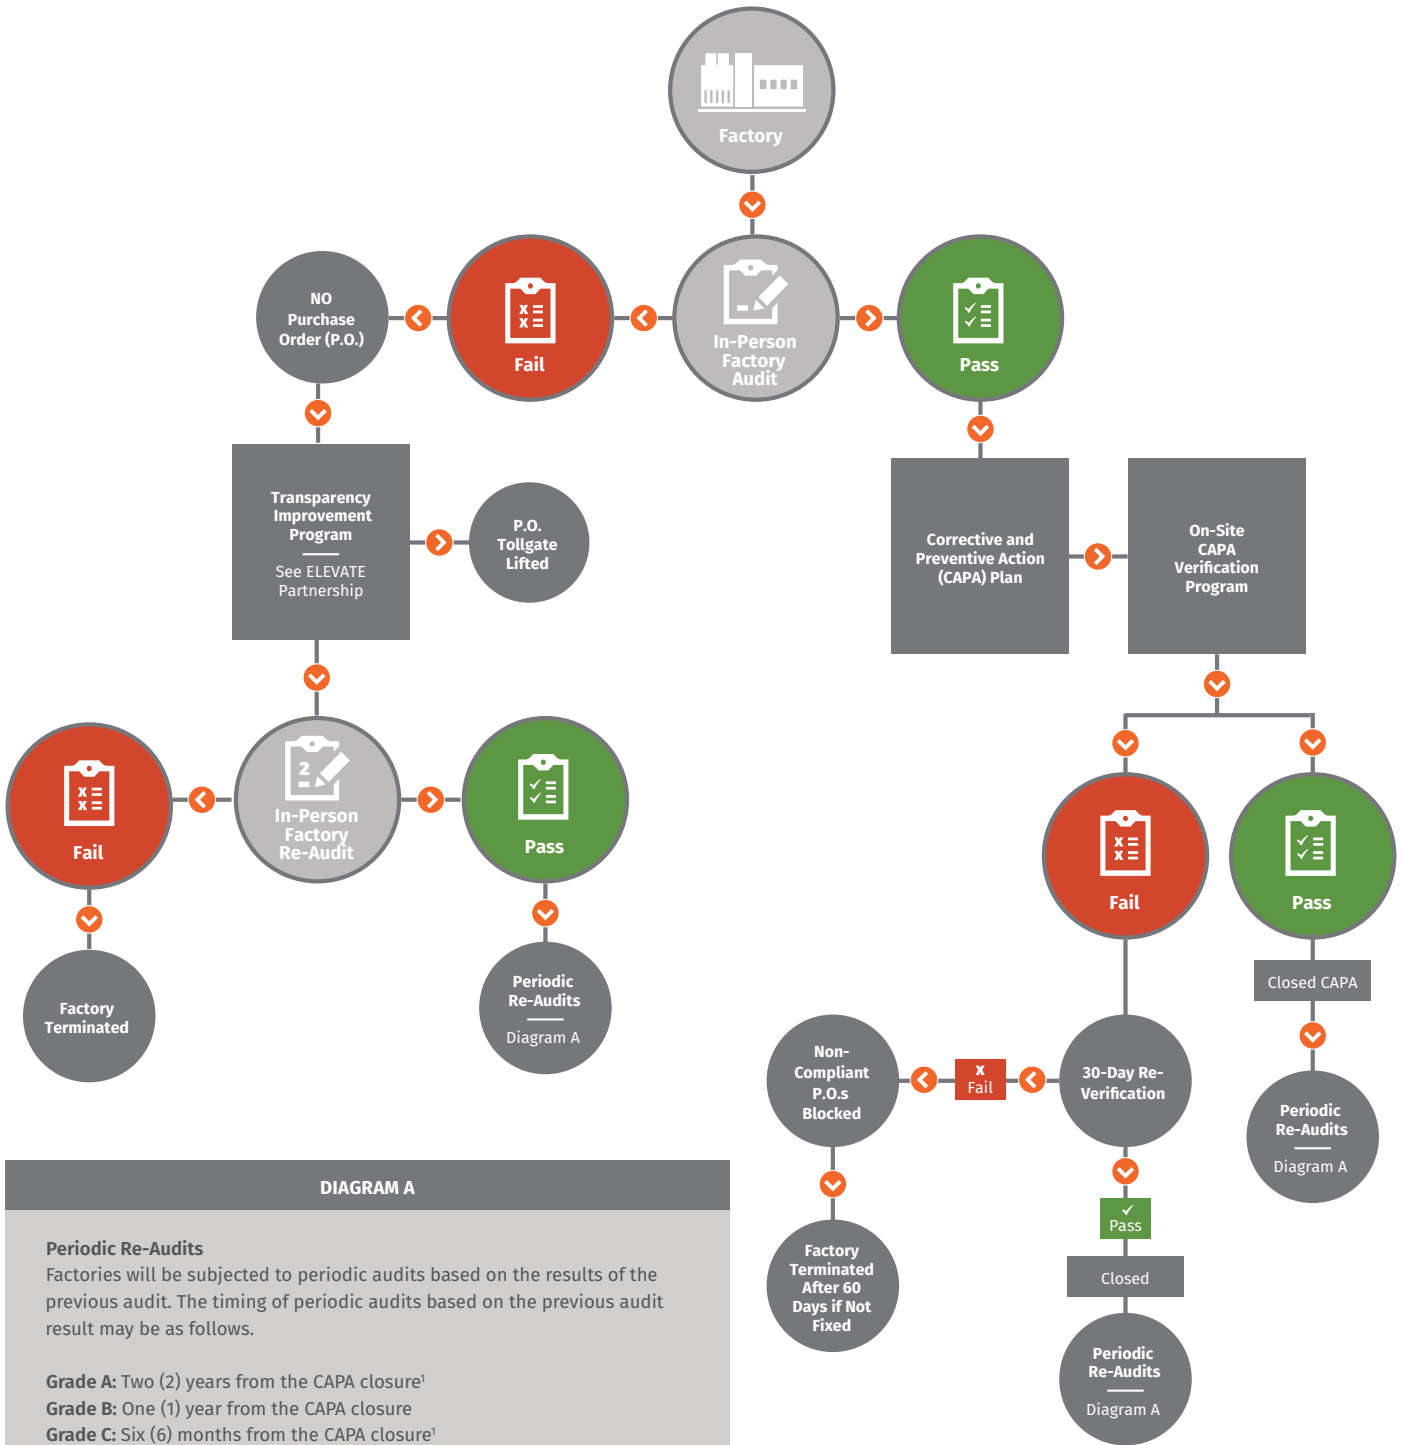 Factory
In-Person
Factory
Audit
x
x
Fail
NO
Purchase
Order (P.O.)
Pass
Transparency
Improvement
Program
See ELEVATE
Partnership
P.O.
Tollgate
Lifted
Corrective and
Preventive Action
(CAPA) Plan
On-Site
CAPA
Verification
Program
2
In-Person
Factory
Re-Audit
x
x
Fail
Pass
Factory
Terminated
Periodic
Re-Audits
Diagram A
x
x
Fail
Pass
Closed CAPA
Periodic
Re-Audits
Diagram A
30-Day Re-
Verification
x
Fail
Non-
Compliant
P.O.s
Blocked
Factory
Terminated
After 60
Days if Not
Fixed
✓
Pass
Closed
Periodic
Re-Audits
Diagram A
DIAGRAM A
Periodic Re-Audits
Factories will be subjected to periodic audits based on the results of the
previous audit. The timing of periodic audits based on the previous audit
result may be as follows.
Grade A: Two (2) years from the CAPA closure¹
Grade B: One (1) year from the CAPA closure
Grade C: Six (6) months from the CAPA closure¹